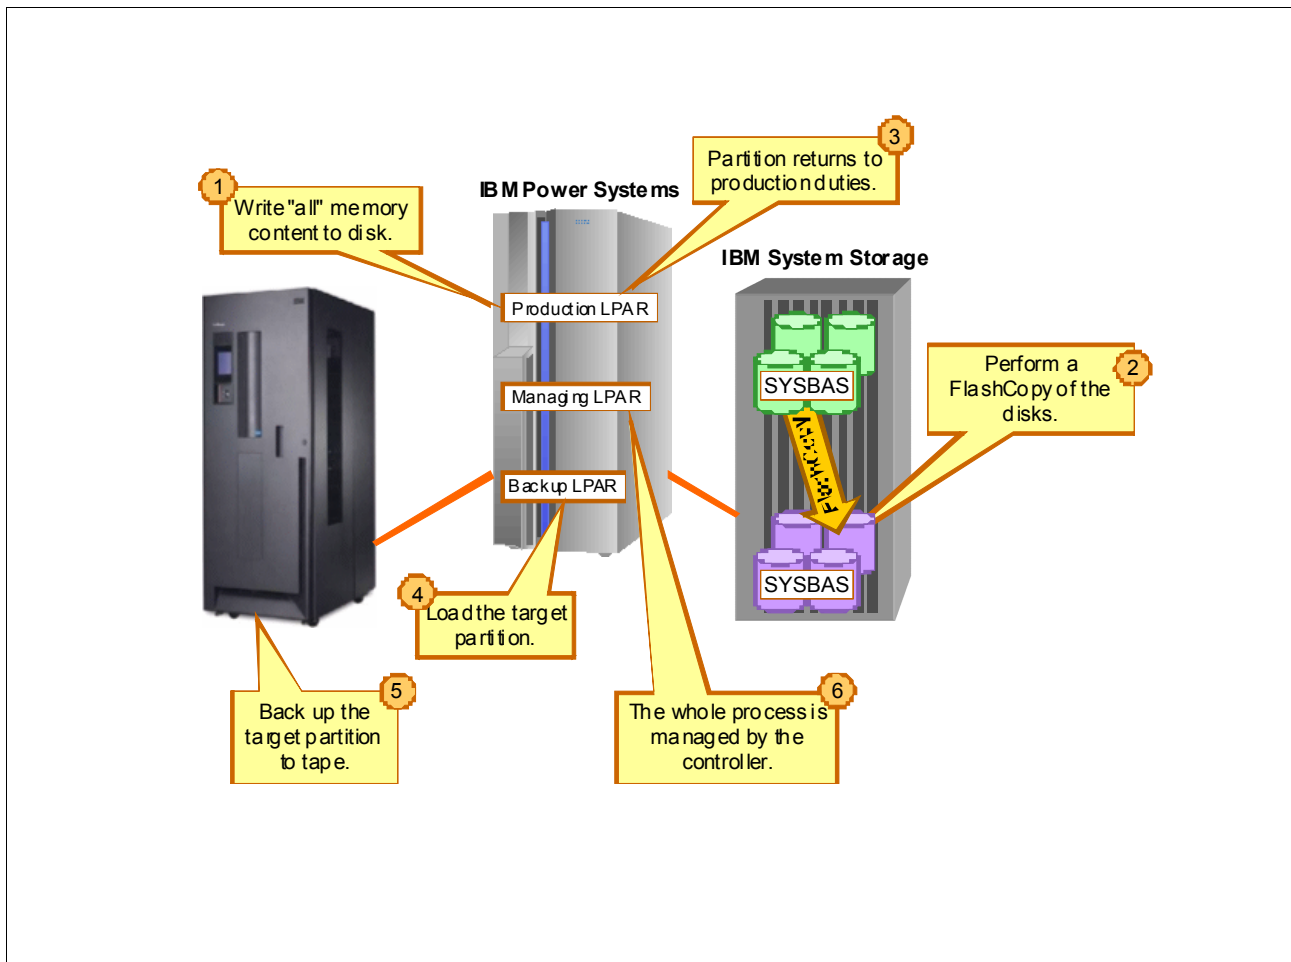 3
Partition returns to
production duties.
1
Write "all" memory
content to disk.
IBM Power Systems
IBM System Storage
Production LPAR
2
Perform a
FlashCopy of the
disks.
SYSBAS
Managing LPAR
FlashCopy
Backup LPAR
SYSBAS
4
Load the target
partition.
5
Back up the
target partition
to tape.
6
The whole process is
managed by the
controller.